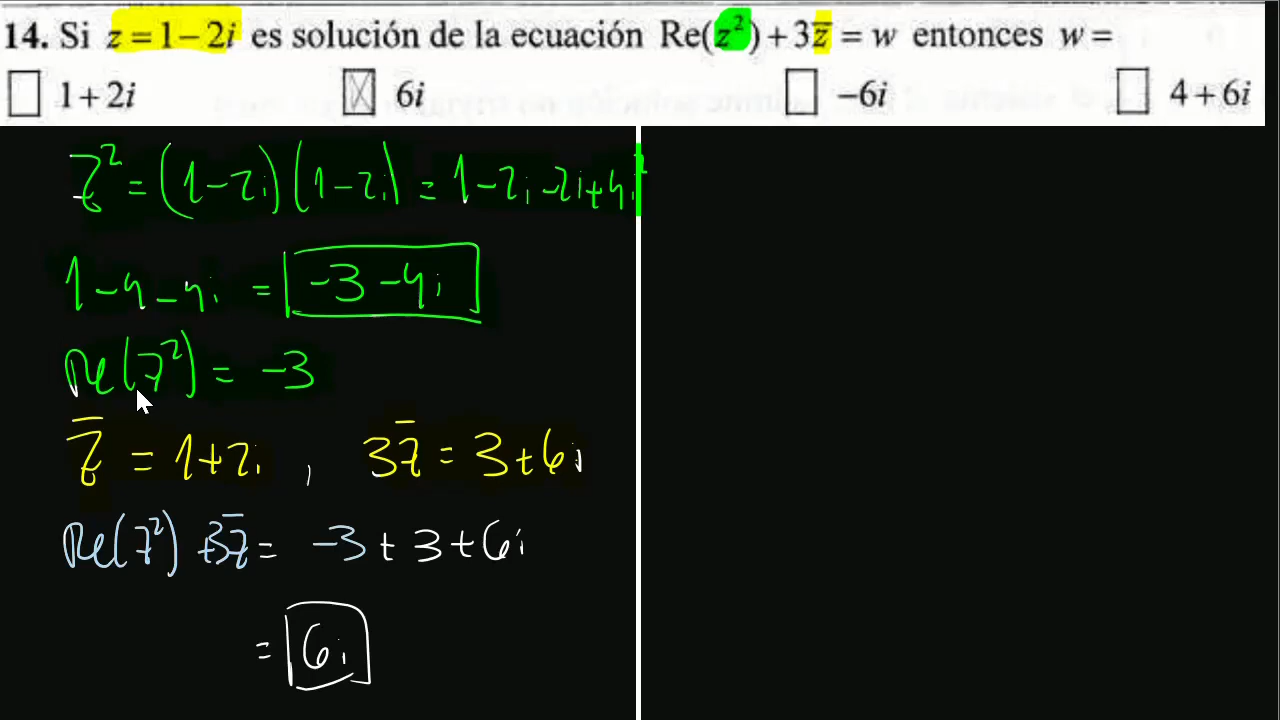 14. Si z = 1 − 2i es solución de la ecuación Re(z²) + 3z̅ = w entonces w =
1 + 2i 6i −6i 4 + 6i
z² = (1−2i)(1−2i) = 1−2i−2i+4i²
1−4−4i = −3−4i
Re(z²) = −3
z̅ = 1+2i , 3z̅ = 3+6i
Re(z²) +3z̅ = −3+3+6i
= 6i